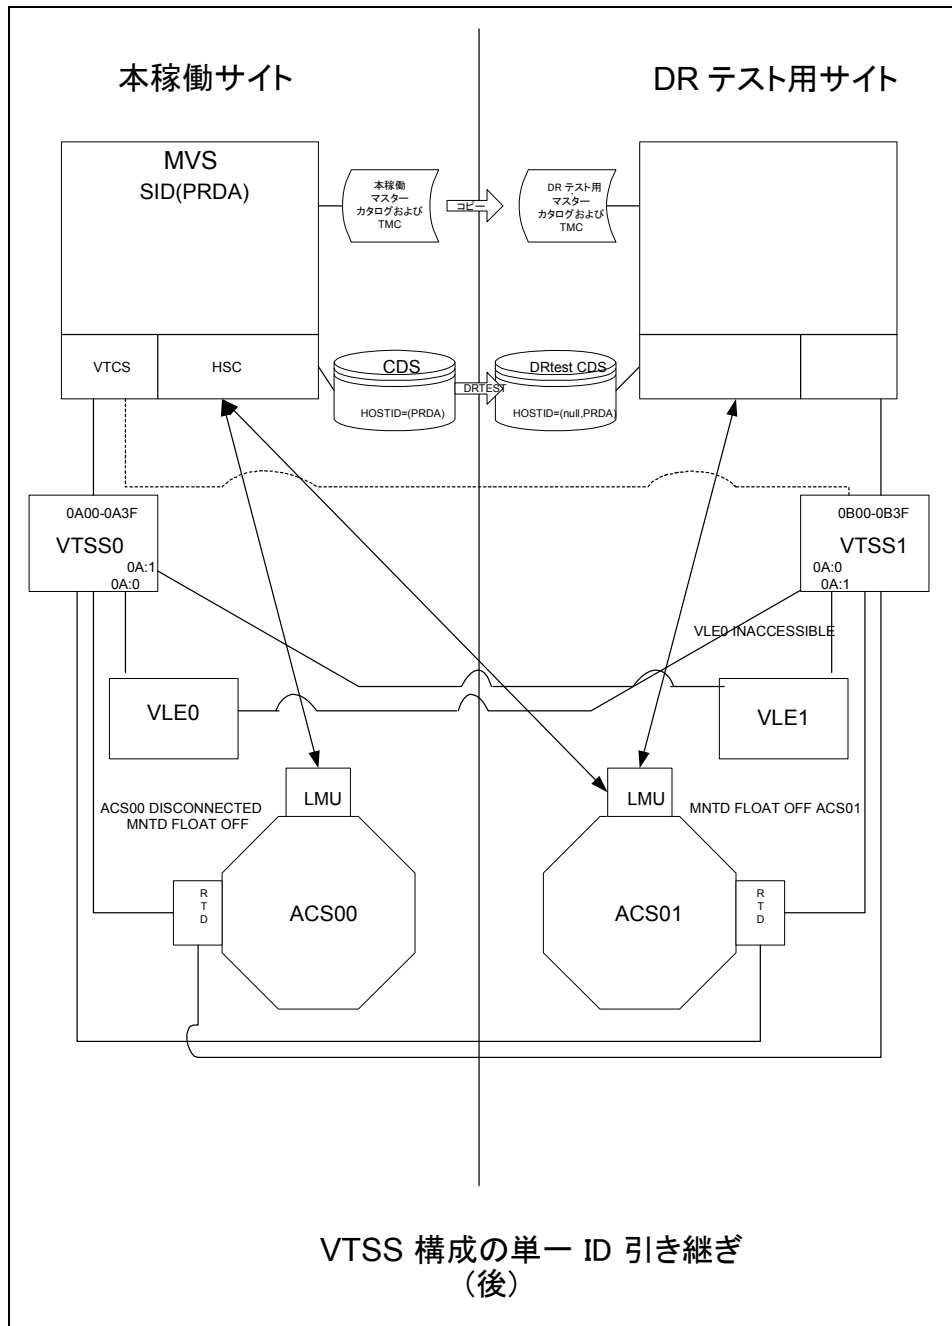 本稼働サイト
DR テスト用サイト
MVS
SID(PRDA)
本稼働
マスター
カタログおよび
TMC
コピー
DR テスト用
マスター
カタログおよび
TMC
VTCS
HSC
CDS
HOSTID=(PRDA)
DRTEST
DRtest CDS
HOSTID=(null,PRDA)
0A00-0A3F
VTSS0
0A:1
0A:0
0B00-0B3F
VTSS1
0A:0
0A:1
VLE0 INACCESSIBLE
VLE0
VLE1
ACS00 DISCONNECTED
MNTD FLOAT OFF
LMU
LMU
MNTD FLOAT OFF ACS01
R
T
D
ACS00
ACS01
R
T
D
VTSS 構成の単一 ID 引き継ぎ
(後)